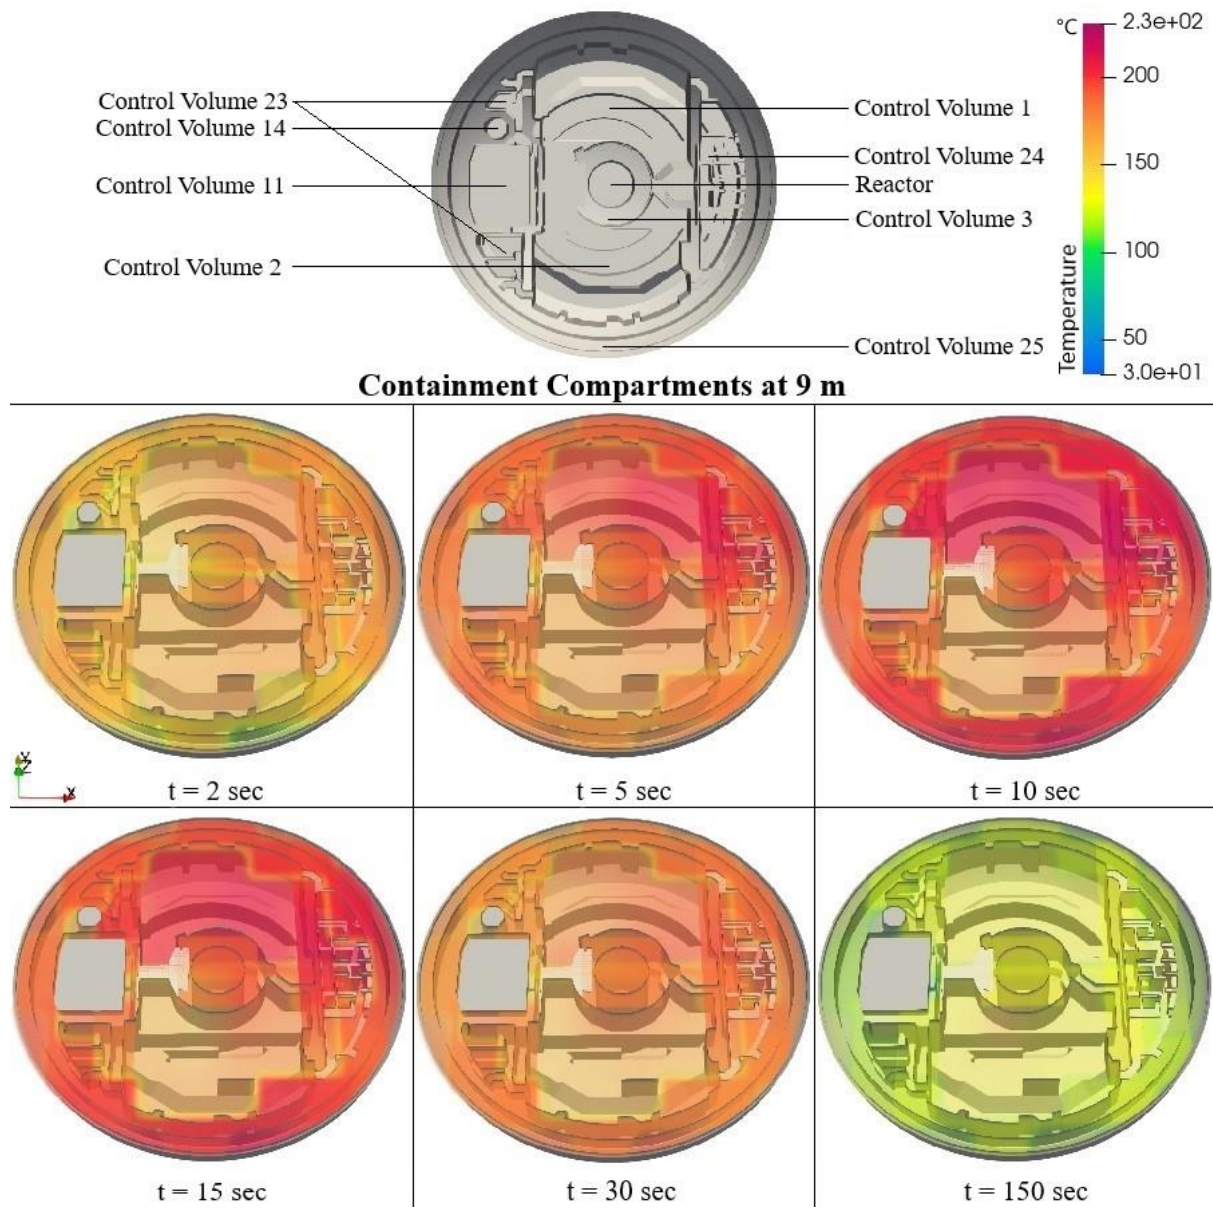 °C
2.3e+02
200
150
100
50
3.0e+01
Temperature
Control Volume 23
Control Volume 14
Control Volume 11
Control Volume 2
Control Volume 1
Control Volume 24
Reactor
Control Volume 3
Control Volume 25
Containment Compartments at 9 m
Y
Z
X
t = 2 sec
t = 5 sec
t = 10 sec
t = 15 sec
t = 30 sec
t = 150 sec